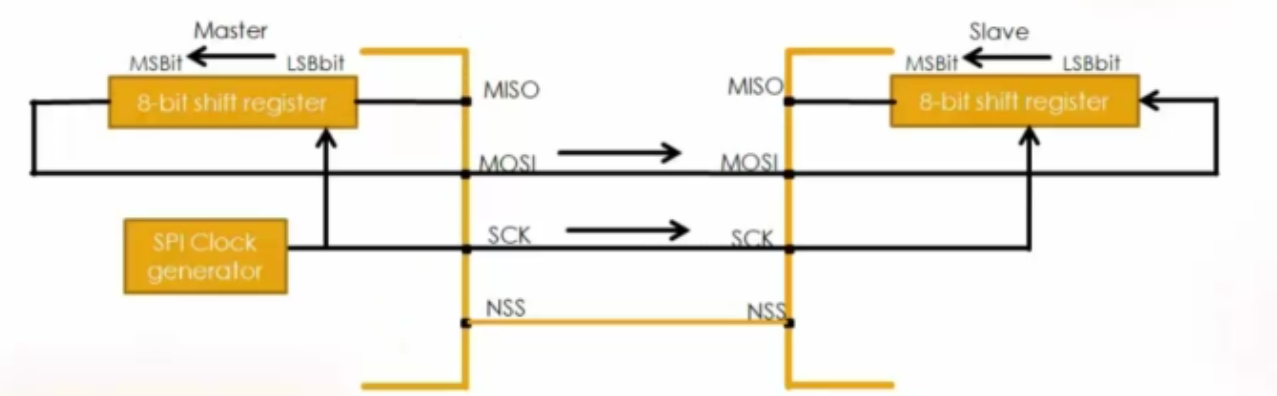 Master
MSBit
LSBbit
8-bit shift register
MISO
MOSI
SPI Clock
generator
SCK
NSS
Slave
MSBit
LSBbit
MISO
8-bit shift register
MOSI
SCK
NSS